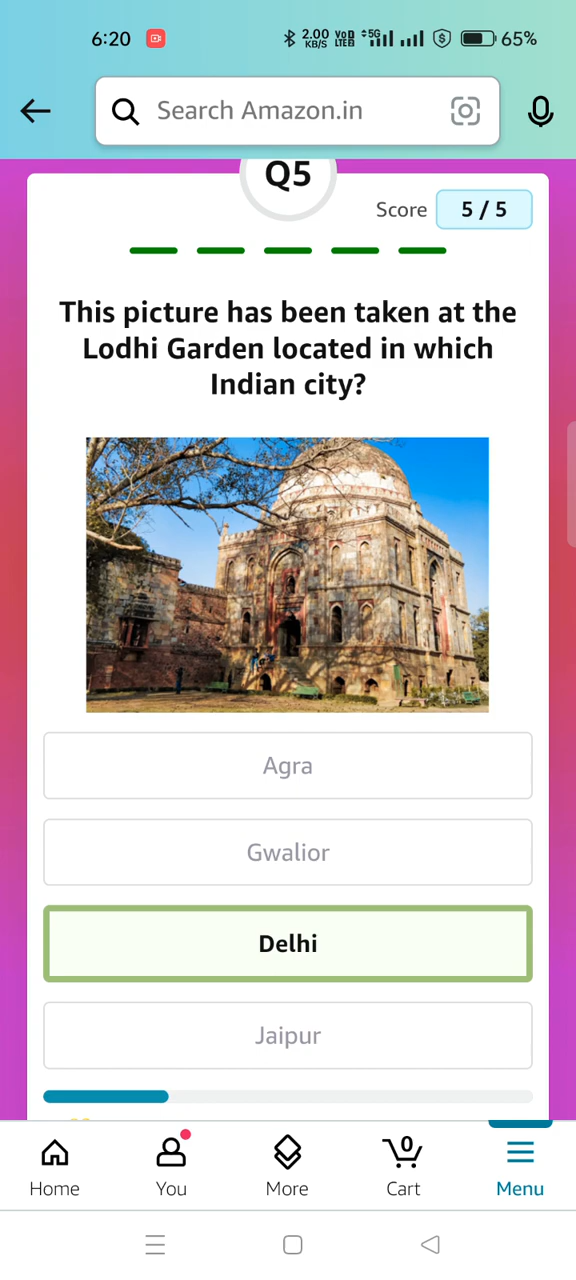 6:20 2.00 KB/S VoD LTE 5G 65%
Search Amazon.in
Q5
Score 5 / 5
This picture has been taken at the
Lodhi Garden located in which
Indian city?
Agra
Gwalior
Delhi
Jaipur
0
Home You More Cart Menu